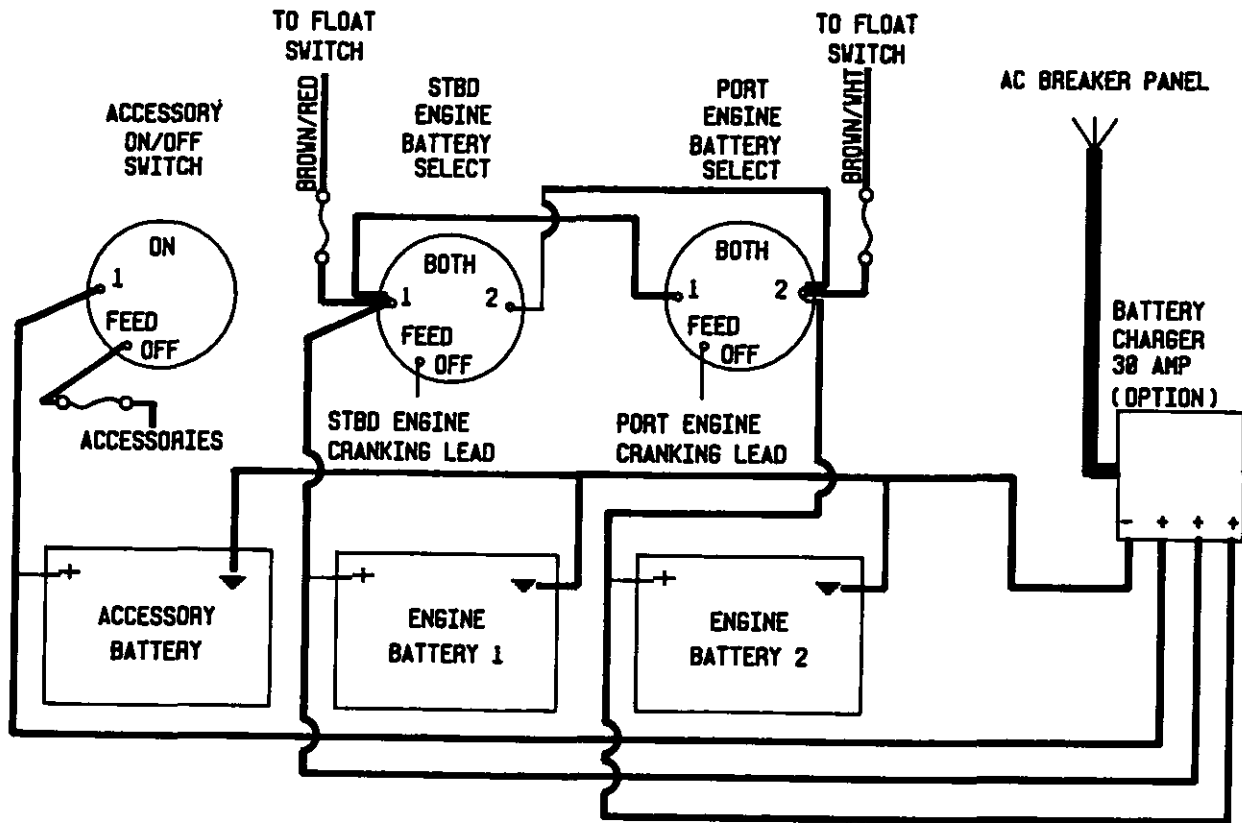 TO FLOAT
SWITCH
BROWN/RED
STBD
ENGINE
BATTERY
SELECT
PORT
ENGINE
BATTERY
SELECT
TO FLOAT
SWITCH
BROWN/WHT
AC BREAKER PANEL
ACCESSORY
ON/OFF
SWITCH
ON
1
FEED
OFF
ACCESSORIES
BOTH
1
2
FEED
OFF
STBD ENGINE
CRANKING LEAD
BOTH
1
2
FEED
OFF
PORT ENGINE
CRANKING LEAD
BATTERY
CHARGER
30 AMP
(OPTION)
- + + +
+
ACCESSORY
BATTERY
+
ENGINE
BATTERY 1
+
ENGINE
BATTERY 2